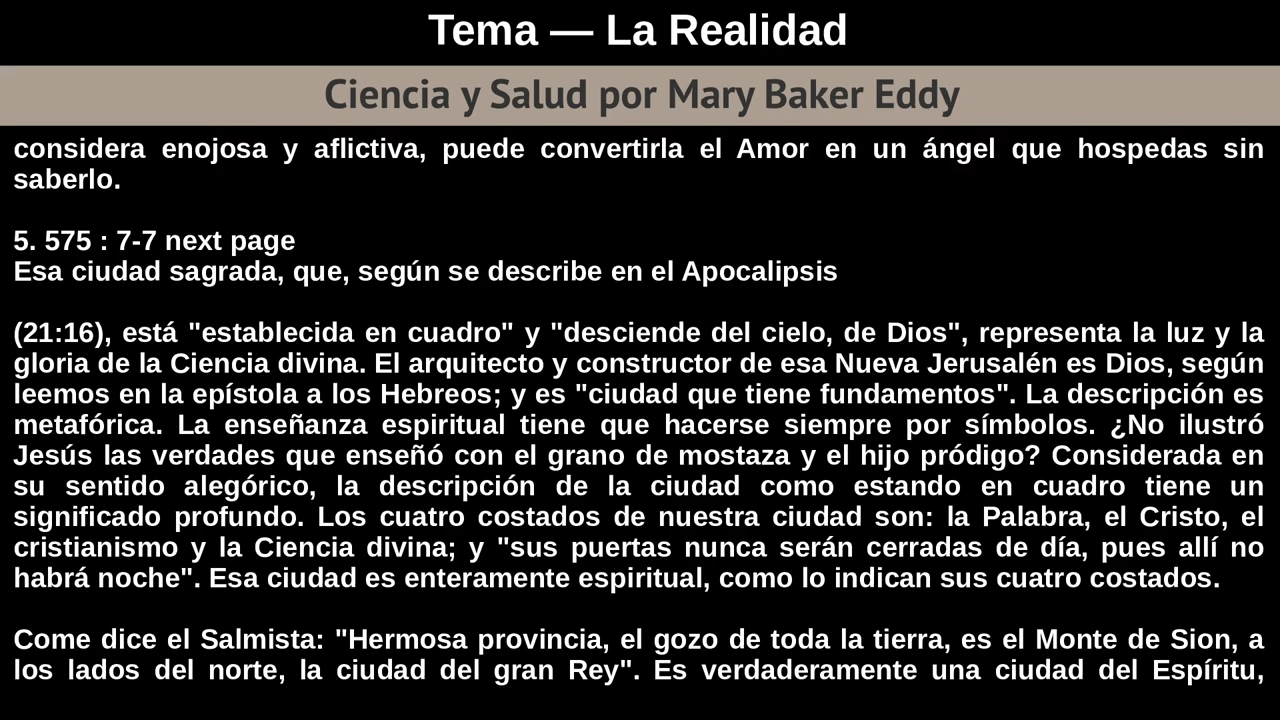 Tema — La Realidad
Ciencia y Salud por Mary Baker Eddy
considera enojosa y aflictiva, puede convertirla el Amor en un ángel que hospedas sin
saberlo.
5. 575 : 7-7 next page
Esa ciudad sagrada, que, según se describe en el Apocalipsis
(21:16), está "establecida en cuadro" y "desciende del cielo, de Dios", representa la luz y la
gloria de la Ciencia divina. El arquitecto y constructor de esa Nueva Jerusalén es Dios, según
leemos en la epístola a los Hebreos; y es "ciudad que tiene fundamentos". La descripción es
metafórica. La enseñanza espiritual tiene que hacerse siempre por símbolos. ¿No ilustró
Jesús las verdades que enseñó con el grano de mostaza y el hijo pródigo? Considerada en
su sentido alegórico, la descripción de la ciudad como estando en cuadro tiene un
significado profundo. Los cuatro costados de nuestra ciudad son: la Palabra, el Cristo, el
cristianismo y la Ciencia divina; y "sus puertas nunca serán cerradas de día, pues allí no
habrá noche". Esa ciudad es enteramente espiritual, como lo indican sus cuatro costados.
Come dice el Salmista: "Hermosa provincia, el gozo de toda la tierra, es el Monte de Sion, a
los lados del norte, la ciudad del gran Rey". Es verdaderamente una ciudad del Espíritu,